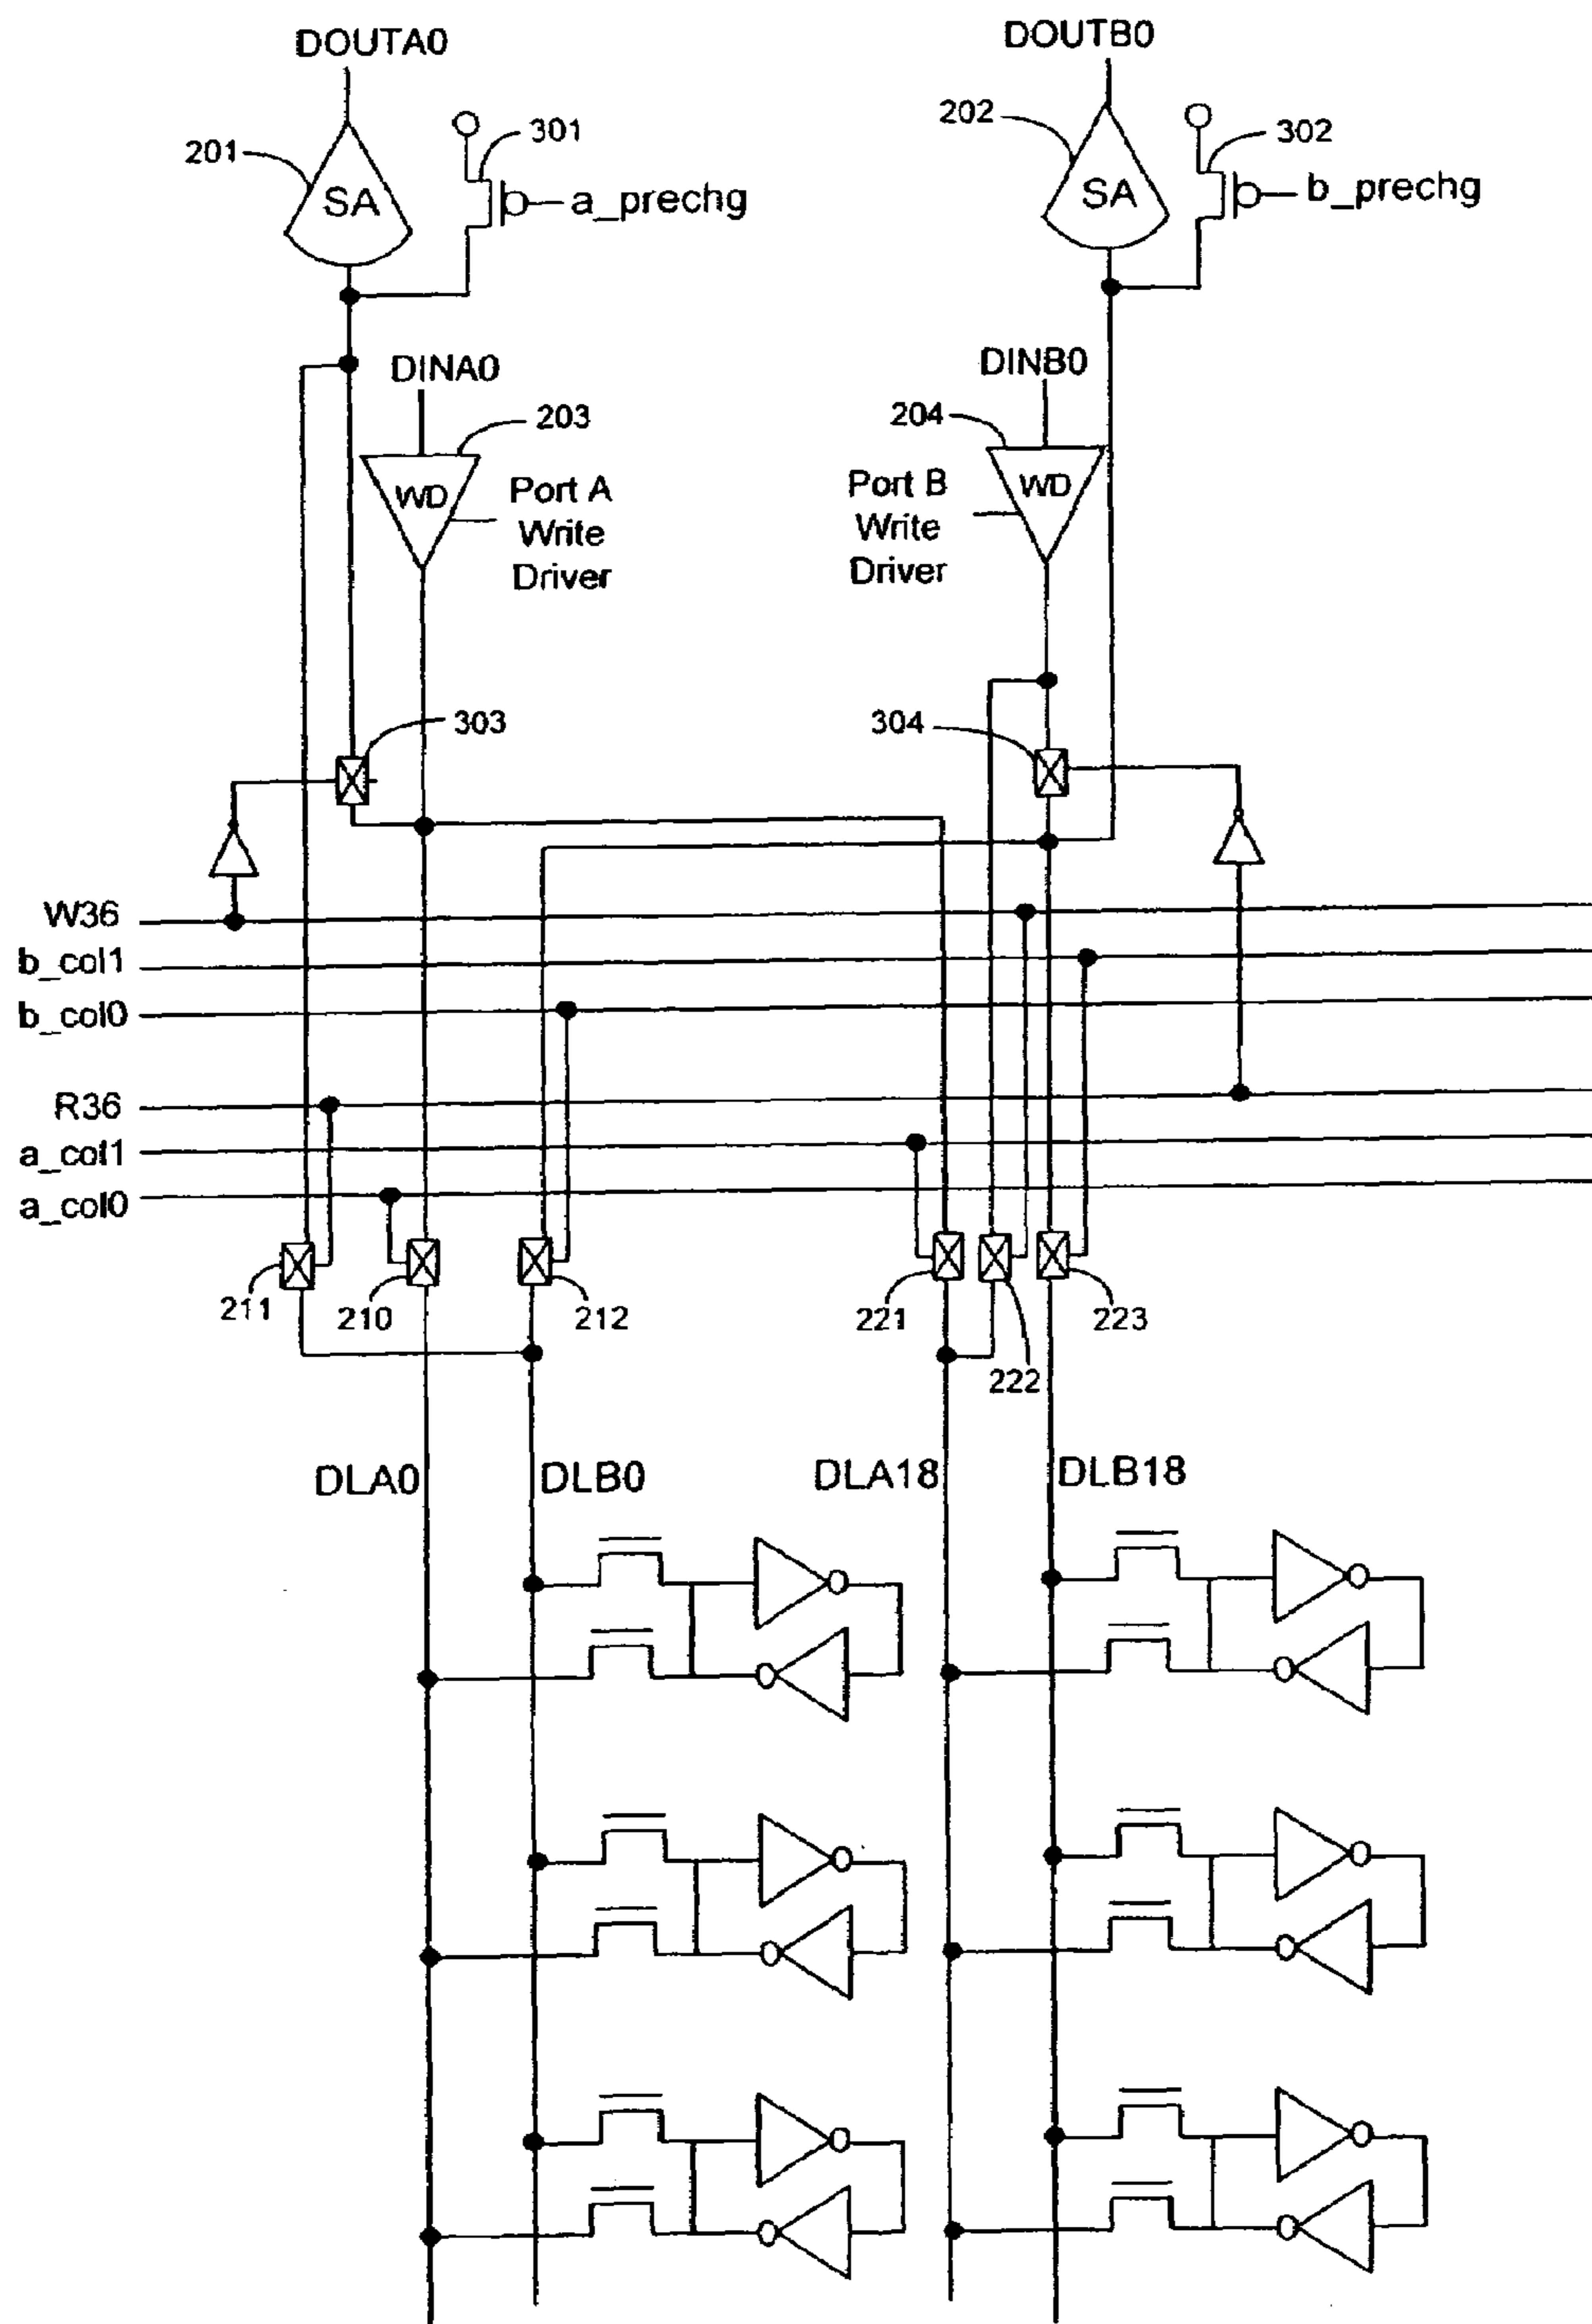 DOUTA0
DOUTB0
201
SA
301
a_prechg
202
SA
302
b_prechg
DINA0
203
WD
Port A
Write
Driver
DINB0
204
WD
Port B
Write
Driver
303
304
W36
b_col1
b_col0
R36
a_col1
a_col0
211
210
212
221
222
223
DLA0
DLB0
DLA18
DLB18